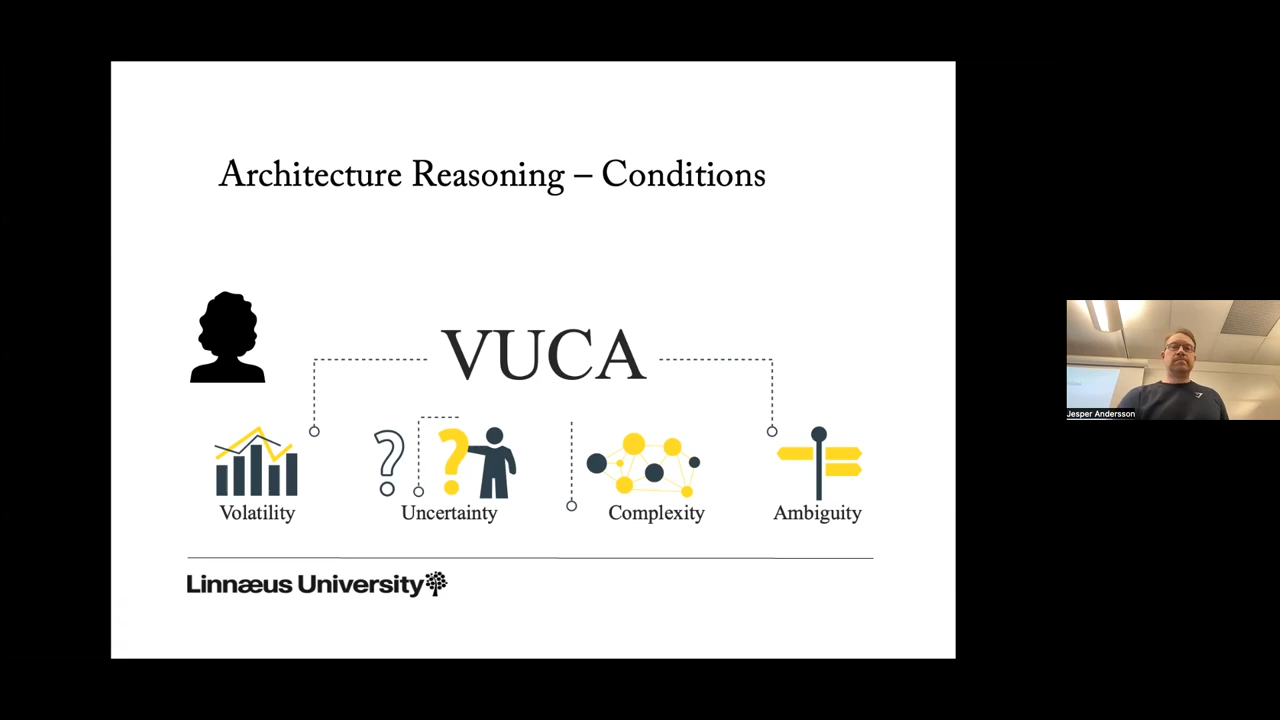 Architecture Reasoning – Conditions
VUCA
Volatility
Uncertainty
Complexity
Ambiguity
Linnæus University
Jesper Andersson